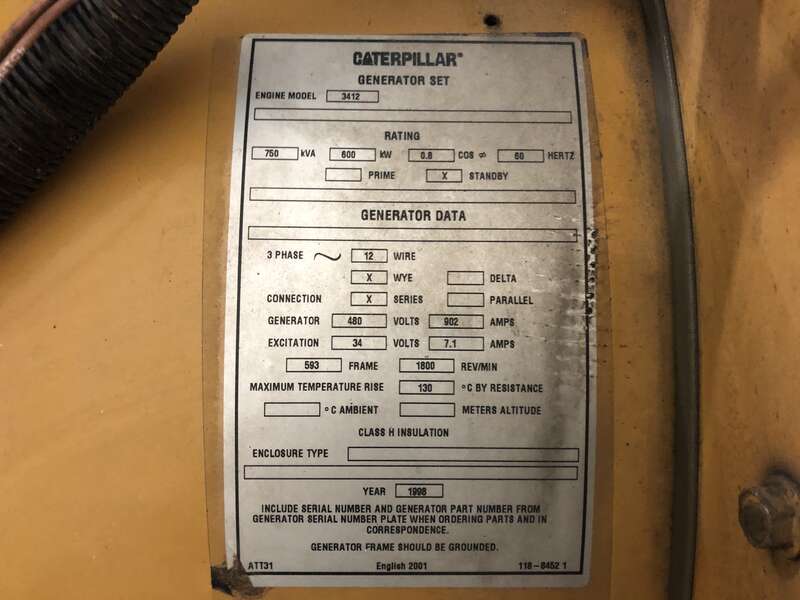 CATERPILLAR®
GENERATOR SET
ENGINE MODEL 3412
RATING
750 kVA 600 kW 0.8 COS ø 60 HERTZ
PRIME X STANDBY
GENERATOR DATA
3 PHASE ~ 12 WIRE
X WYE DELTA
CONNECTION X SERIES PARALLEL
GENERATOR 480 VOLTS 902 AMPS
EXCITATION 34 VOLTS 7.1 AMPS
593 FRAME 1800 REV/MIN
MAXIMUM TEMPERATURE RISE 130 °C BY RESISTANCE
°C AMBIENT METERS ALTITUDE
CLASS H INSULATION
ENCLOSURE TYPE
YEAR 1998
INCLUDE SERIAL NUMBER AND GENERATOR PART NUMBER FROM
GENERATOR SERIAL NUMBER PLATE WHEN ORDERING PARTS AND IN
CORRESPONDENCE.
GENERATOR FRAME SHOULD BE GROUNDED.
ATT31 English 2001 118-8452 1